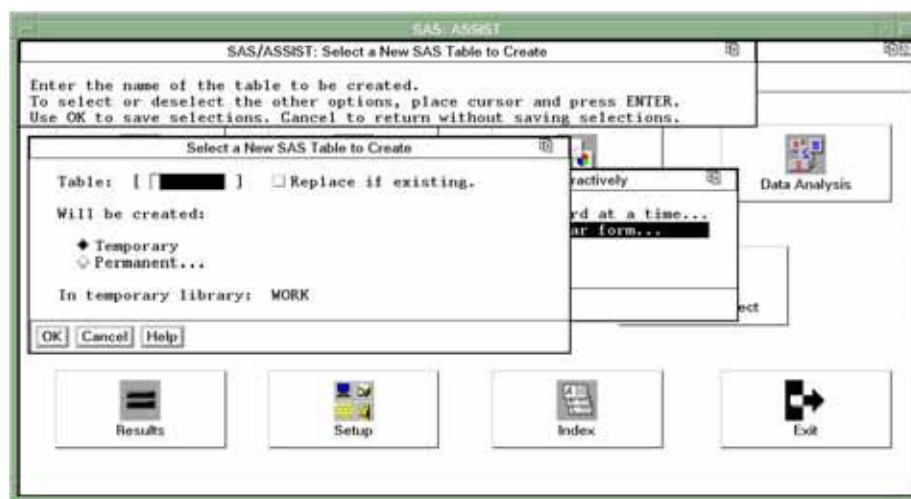 SAS: ASSIST
SAS/ASSIST: Select a New SAS Table to Create
Enter the name of the table to be created.
To select or deselect the other options, place cursor and press ENTER.
Use OK to save selections. Cancel to return without saving selections.
Select a New SAS Table to Create
Table: [ ] Replace if existing.
Will be created:
Temporary
Permanent...
In temporary library: WORK
OK Cancel Help
ractively
rd at a time...
ar form...
Data Analysis
ect
Results
Setup
Index
Exit